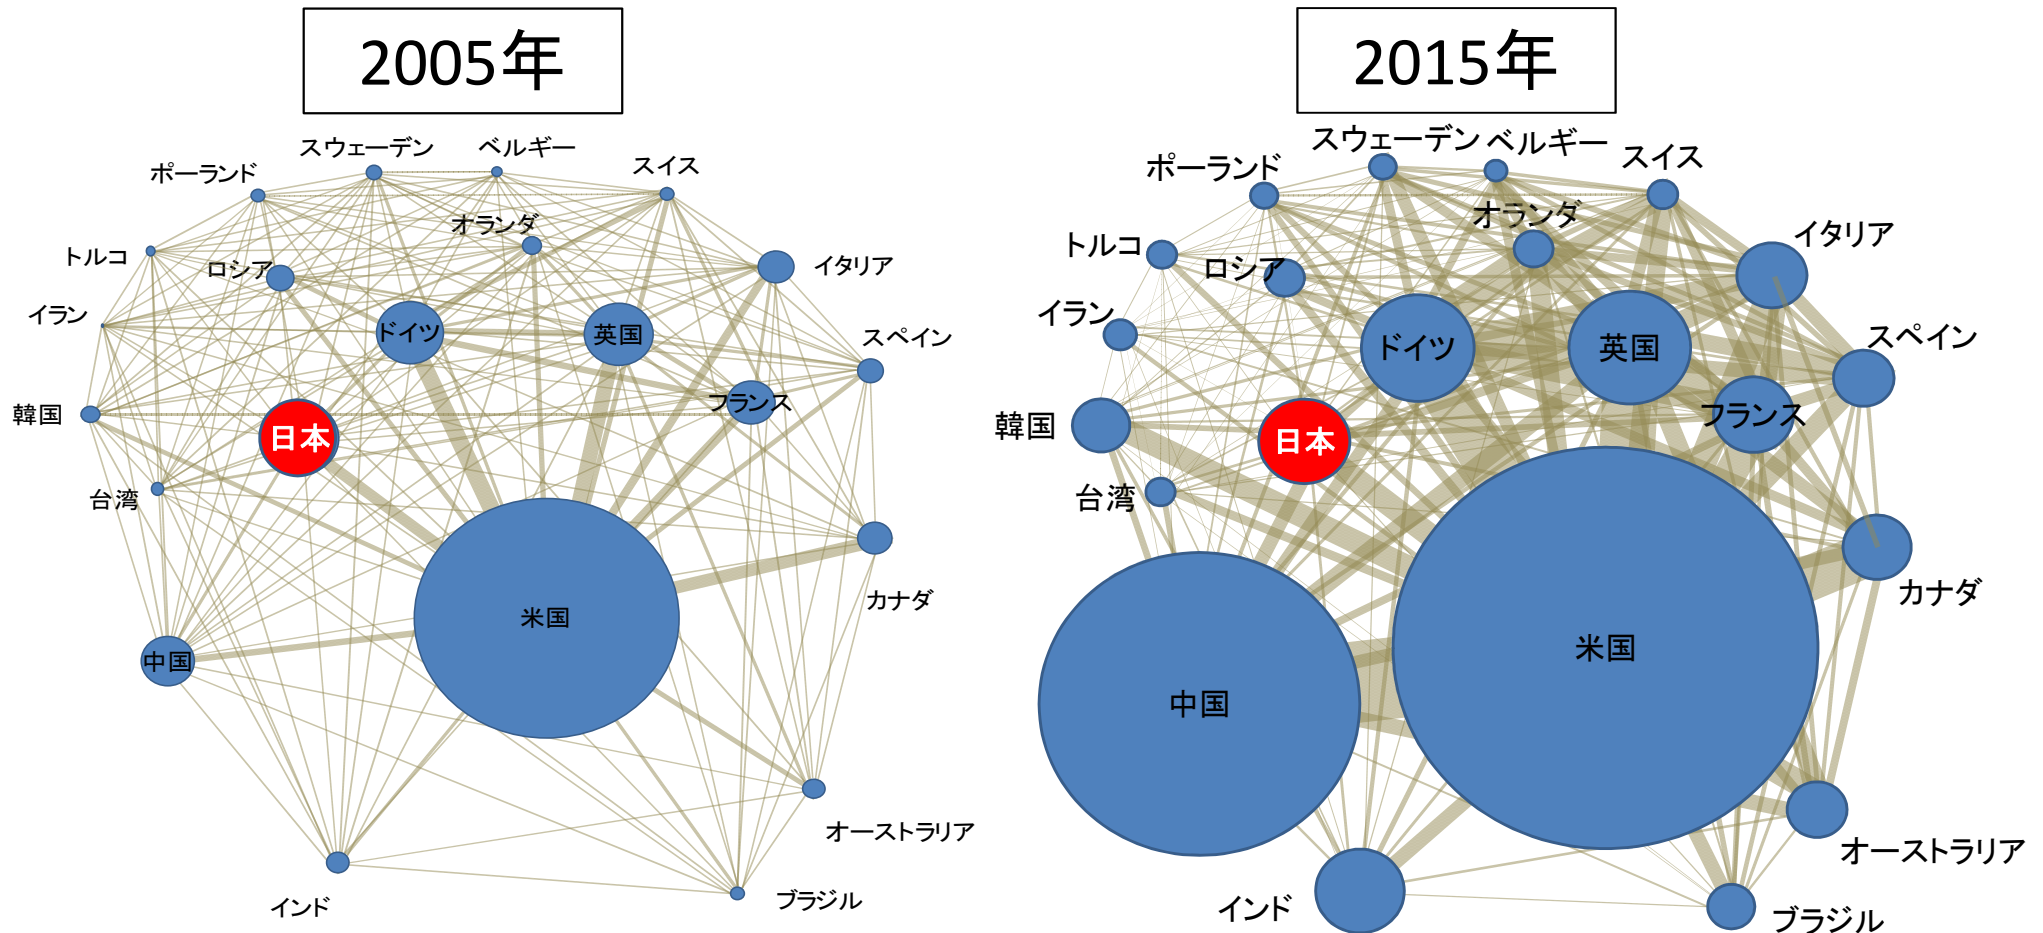 2005年
スウェーデン
ベルギー
スイス
ポーランド
オランダ
トルコ
ロシア
イタリア
イラン
ドイツ
英国
スペイン
韓国
日本
フランス
台湾
カナダ
米国
中国
オーストラリア
インド
ブラジル
2015年
スウェーデン
ベルギー
スイス
ポーランド
オランダ
トルコ
ロシア
イタリア
イラン
ドイツ
英国
スペイン
韓国
日本
フランス
台湾
カナダ
米国
中国
オーストラリア
インド
ブラジル